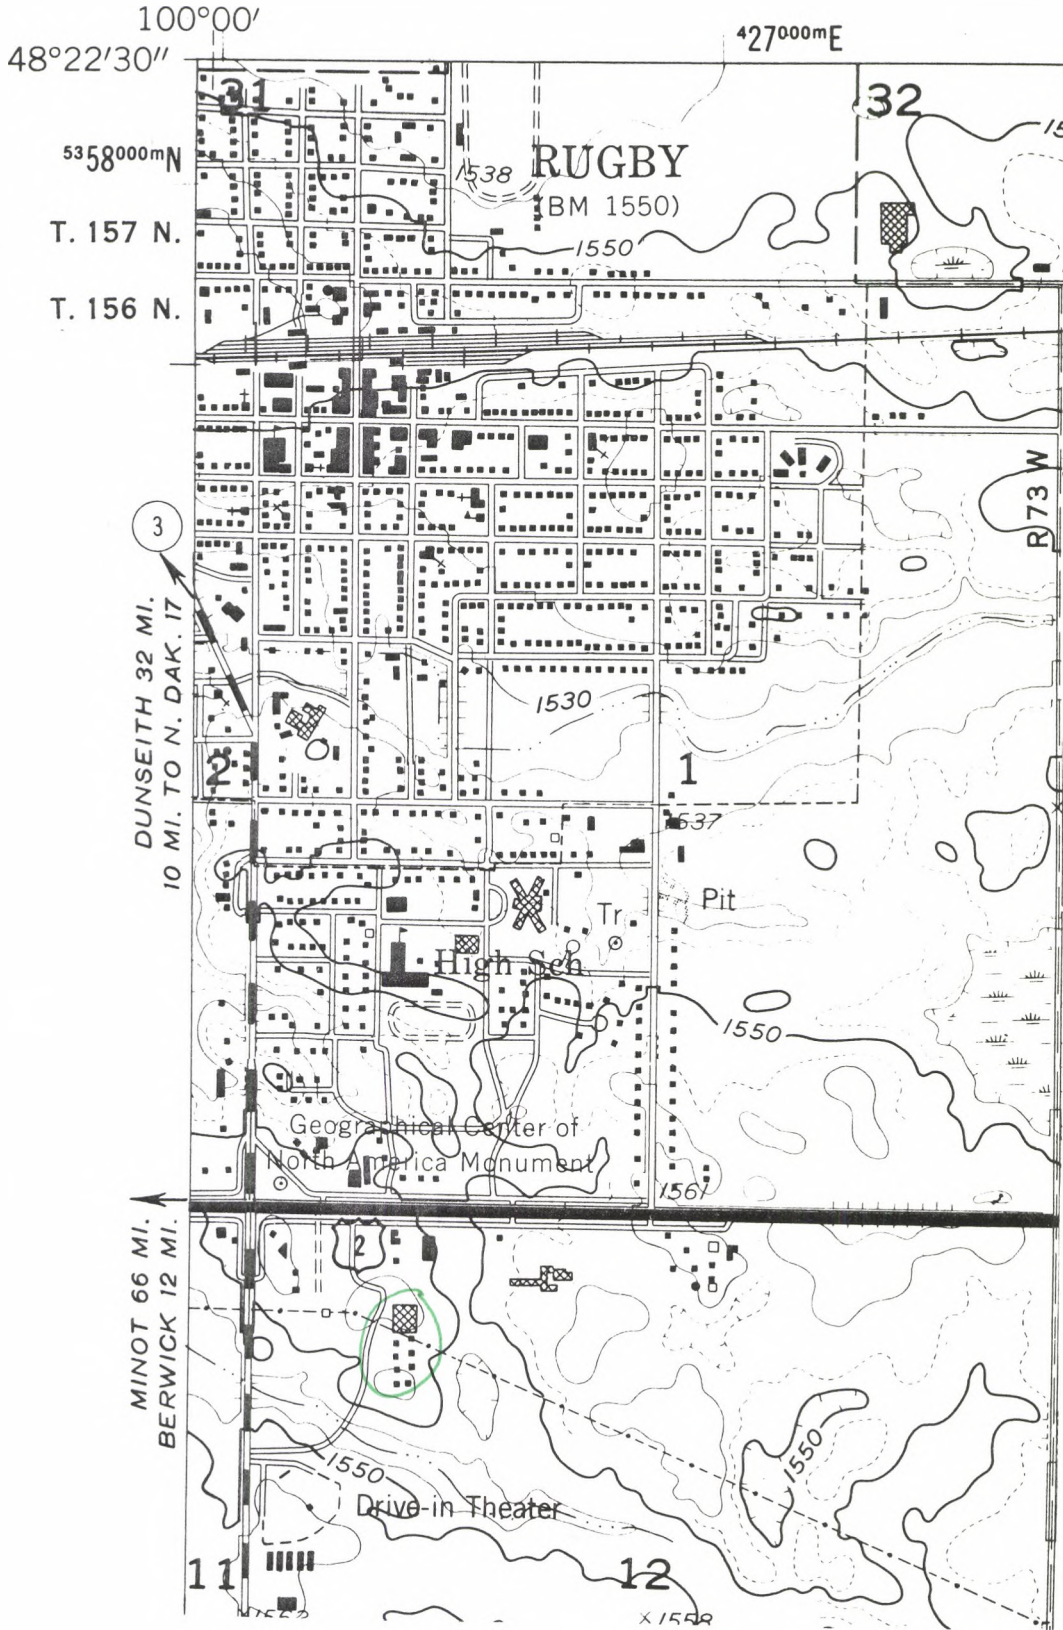 100°00'
427000mE
48°22'30"
31
32
5358000mN
1538
RUGBY
(BM 1550)
T. 157 N.
1550
T. 156 N.
R 73 W
3
DUNSEITH 32 MI.
10 MI. TO N. DAK. 17
1530
2
1
1537
Pit
Tr
High Sch
1550
Geographical Center of
North America Monument
1561
MINOT 66 MI.
BERWICK 12 MI.
2
1550
1550
Drive-in Theater
11
12
×1558